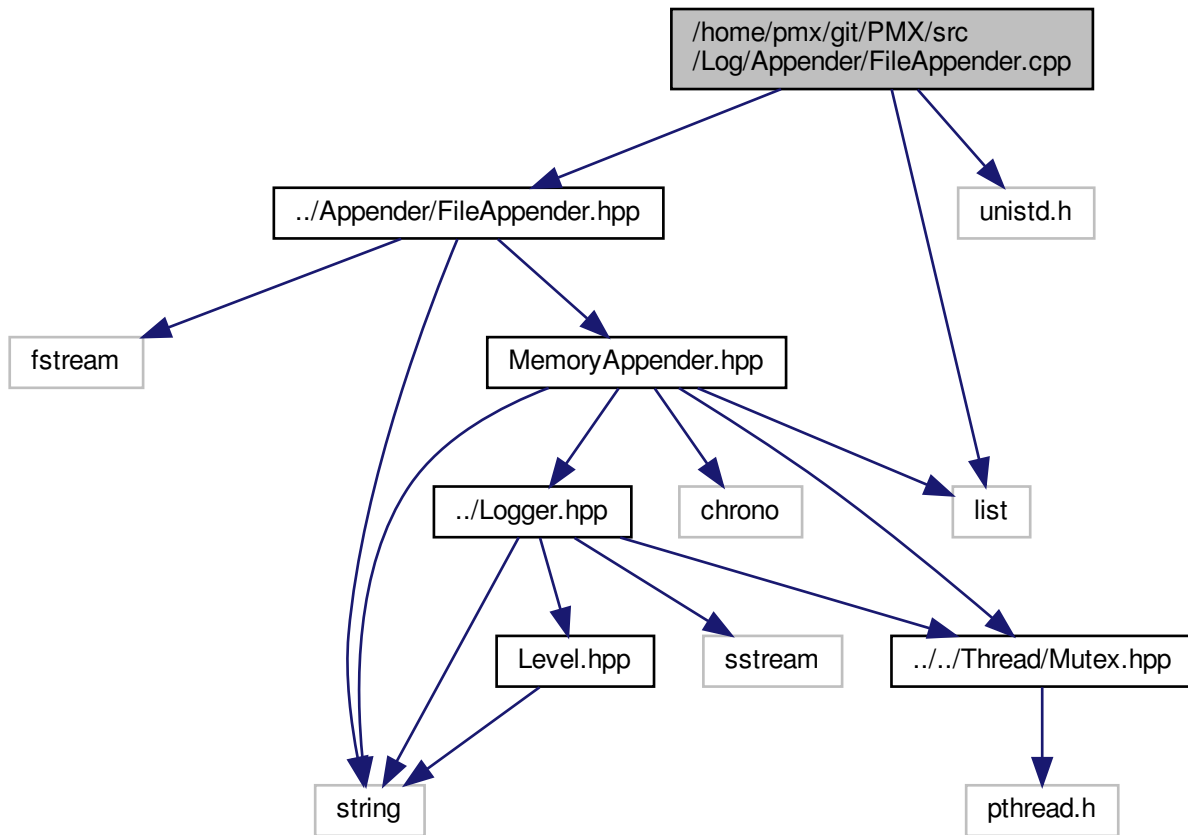 /home/pmx/git/PMX/src
/Log/Appender/FileAppender.cpp
../Appender/FileAppender.hpp
unistd.h
fstream
MemoryAppender.hpp
../Logger.hpp
chrono
list
Level.hpp
sstream
../../Thread/Mutex.hpp
string
pthread.h